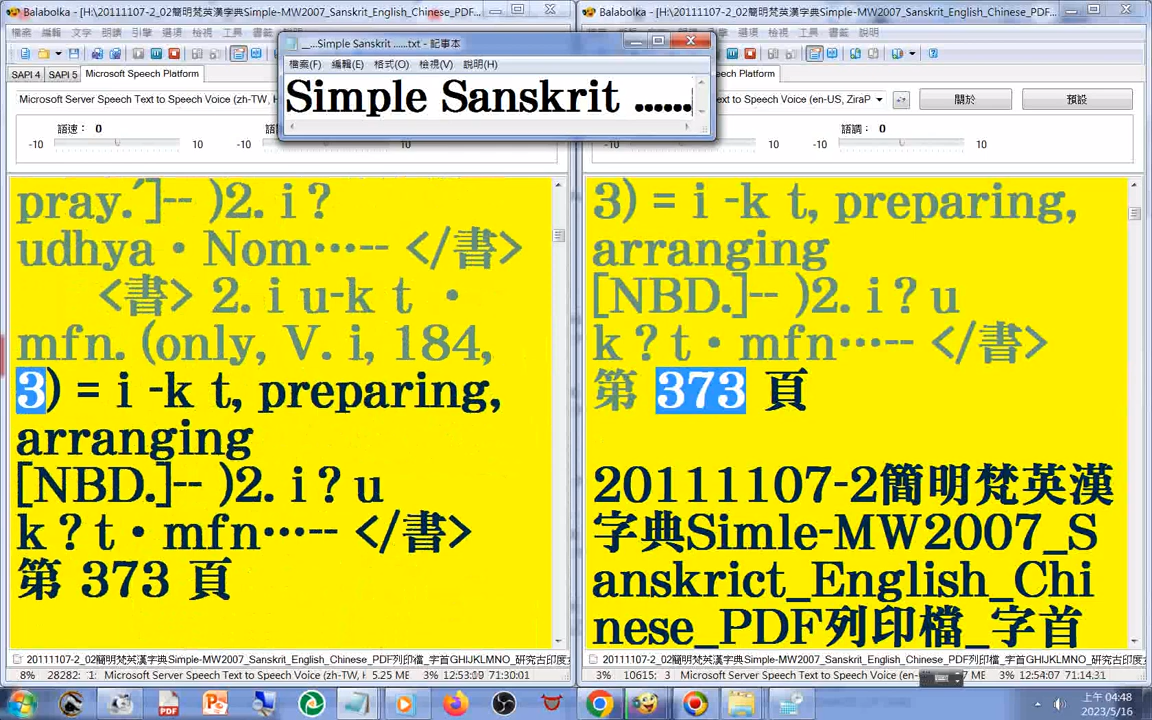 Balabolka - [H:\20111107-2_02簡明梵英漢字典Simple-MW2007_Sanskrit_English_Chinese_PDF...
Balabolka - [H:\20111107-2_02簡明梵英漢字典Simple-MW2007_Sanskrit_English_Chinese_PDF...
__...Simple Sanskrit ......txt - 記事本
檔案(F) 編輯(E) 格式(O) 檢視(V) 說明(H)
Simple Sanskrit ......
SAPI 4 SAPI 5 Microsoft Speech Platform
Microsoft Server Speech Text to Speech Voice (zh-TW, H
語速： 0
-10 10
Speech Platform
xt to Speech Voice (en-US, ZiraP
關於 預設
語調： 0
-10 10
pray.´]-- )2. i？
udhya • Nom…-- </書>
<書> 2. i u-k t •
mfn. (only, V. i, 184,
3) = i -k t, preparing,
arranging
[NBD.]-- )2. i？u
k？t • mfn…-- </書>
第 373 頁
3) = i -k t, preparing,
arranging
[NBD.]-- )2. i？u
k？t • mfn…-- </書>
第 373 頁
20111107-2簡明梵英漢
字典Simle-MW2007_S
anskrict_English_Chi
nese_PDF列印檔_字首
20111107-2_02簡明梵英漢字典Simple-MW2007_Sanskrit_English_Chinese_PDF列印檔_字首GHIJKLMNO_研究古印度
20111107-2_02簡明梵英漢字典Simple-MW2007_Sanskrit_English_Chinese_PDF列印檔_字首GHIJKLMNO_研究古印度
8% 28282: :1: Microsoft Server Speech Text to Speech Voice (zh-TW, 5.25 ME 12:53:09 71:30:01
3% 10615: 3: Microsoft Server Speech Text to Speech Voice ME 12:54:07 71:14.31
上午 04:48
2023/5/16